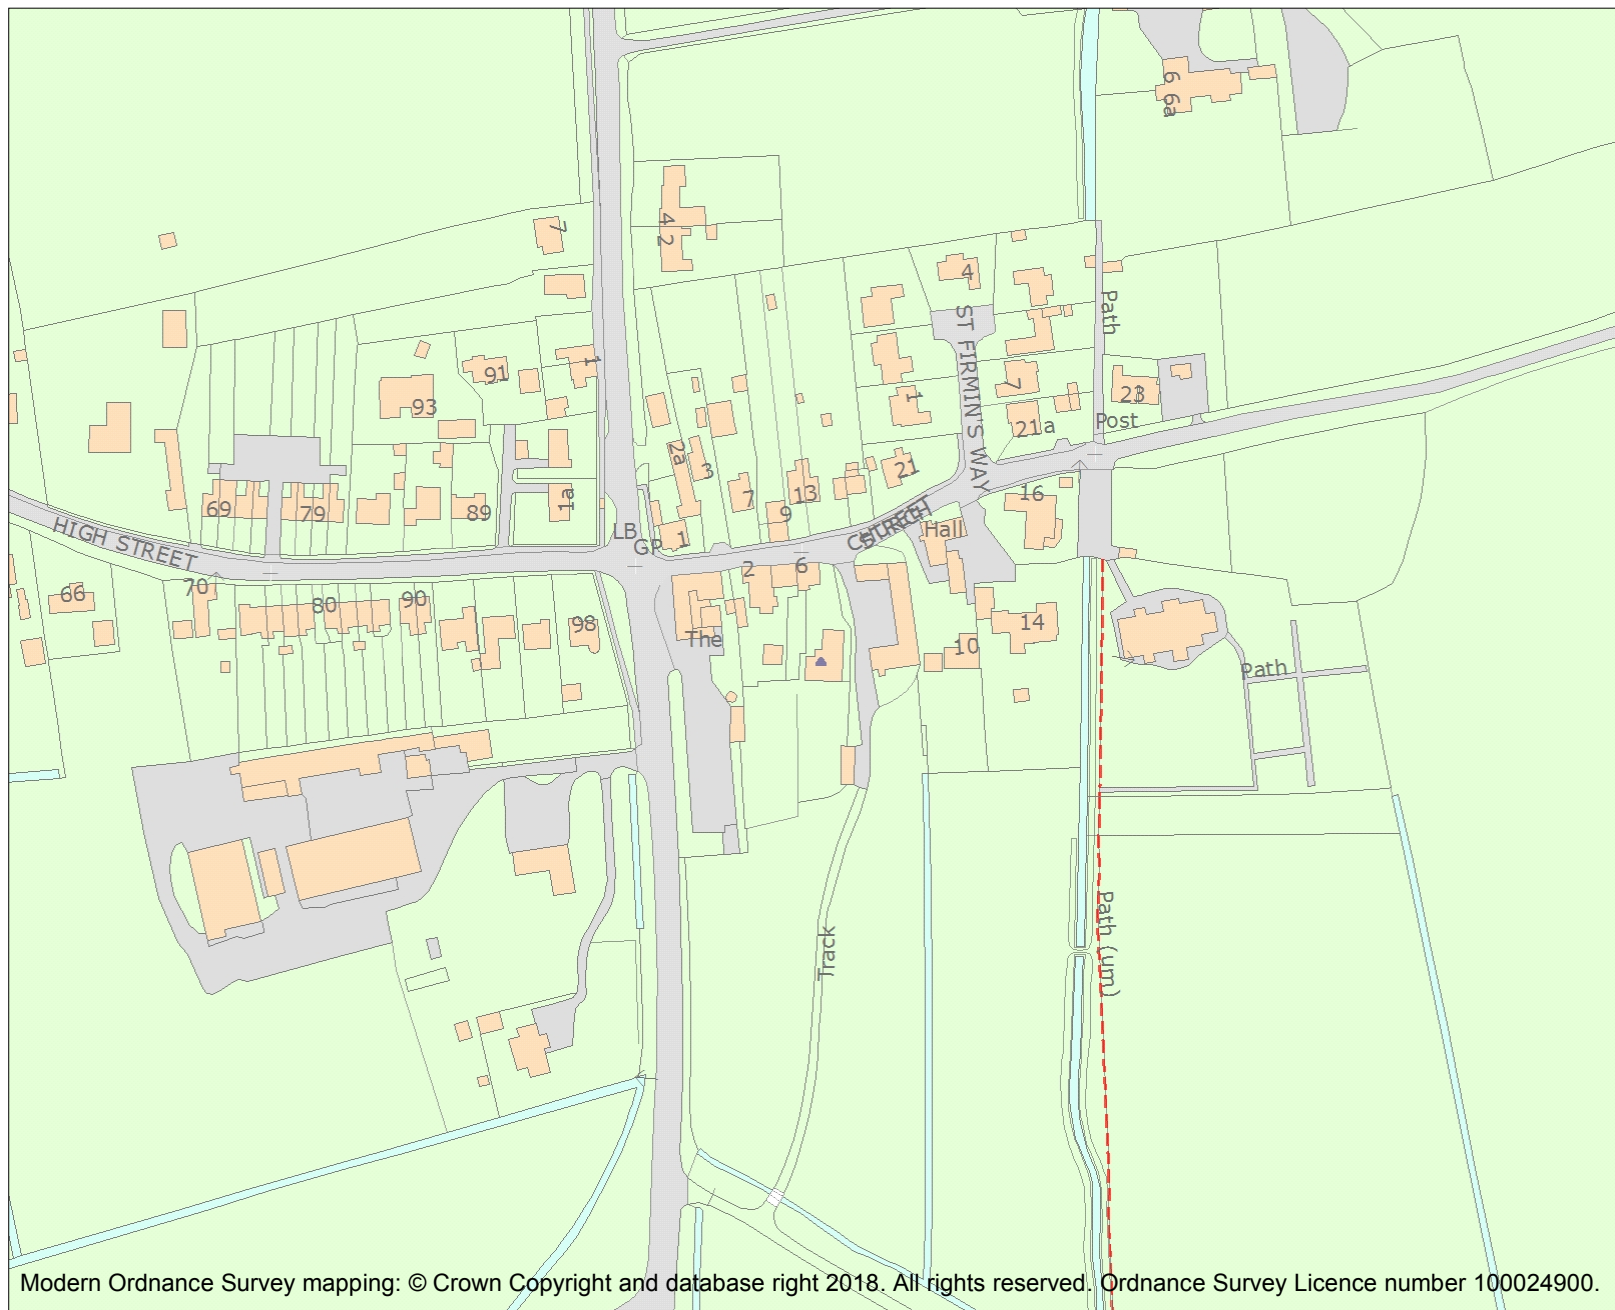 6 6a
7
4 2
4
ST FIRMIN'S WAY
Path
1
91
93
7
1
23
21a
Post
2a
3
21
69
79
89
1a
7
13
9
16
HIGH STREET
LB
GP
1
CHURCH STREET
Hall
66
70
80
90
98
2
6
The
14
10
Path
Track
Path (um)
Modern Ordnance Survey mapping: © Crown Copyright and database right 2018. All rights reserved. Ordnance Survey Licence number 100024900.